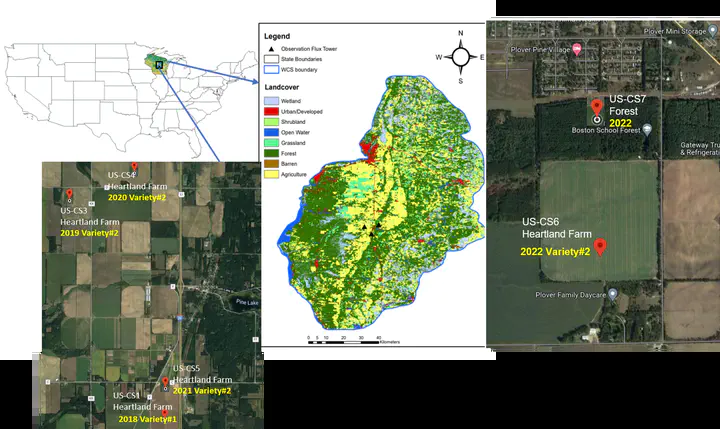 Legend
Observation Flux Tower
State Boundaries
WCS boundary
Landcover
Wetland
Urban/Developed
Shrubland
Open Water
Grassland
Forest
Barren
Agriculture
N
W
E
S
0 5 10 20 30 40
Kilometers
US-CS4
Heartland Farm
2020 Variety#2
US-CS3
Heartland Farm
2019 Variety#2
Pine Lake
US-CS5
Heartland Farm
2021 Variety#2
US-CS1
Heartland Farm
2018 Variety#1
Plover Mini Storage
Plover Pine Village
US-CS7
Forest
2022
Boston School Forest
Gateway Tru
& Refrigerati
US-CS6
Heartland Farm
2022 Variety#2
Plover Family Daycare